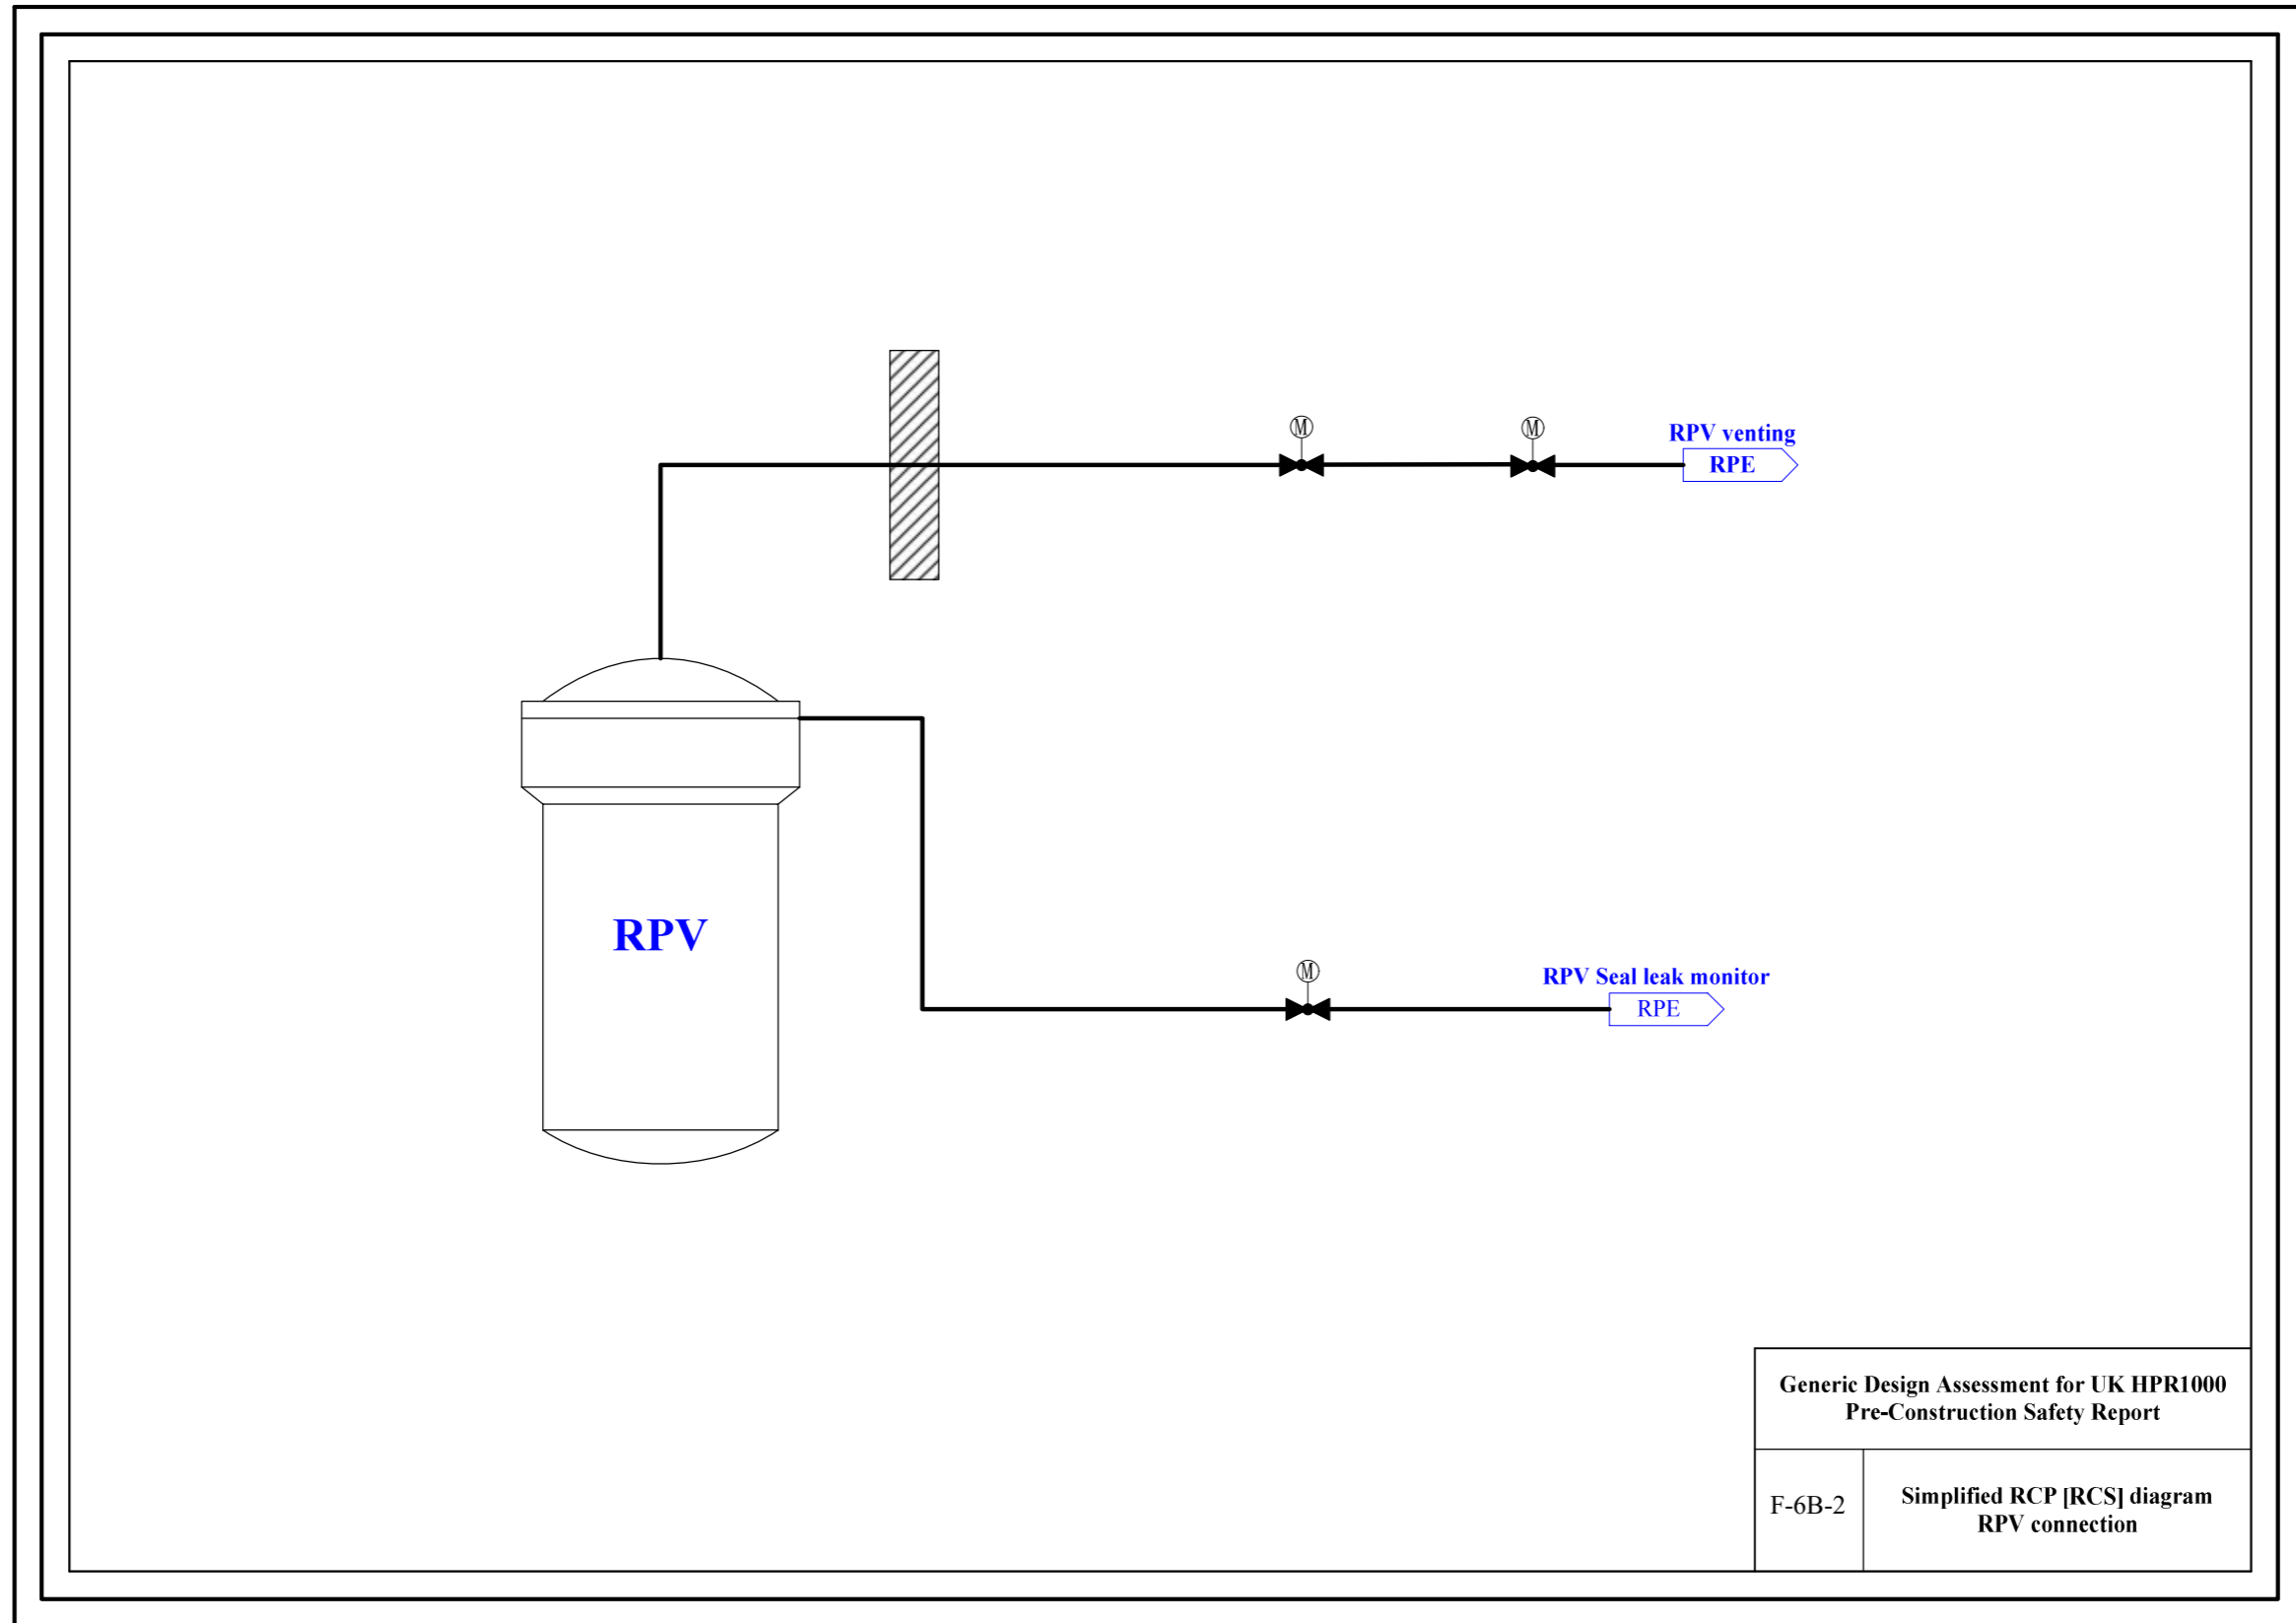 M
M
RPV venting
RPE
RPV
M
RPV Seal leak monitor
RPE
Generic Design Assessment for UK HPR1000
Pre-Construction Safety Report
F-6B-2
Simplified RCP [RCS] diagram
RPV connection